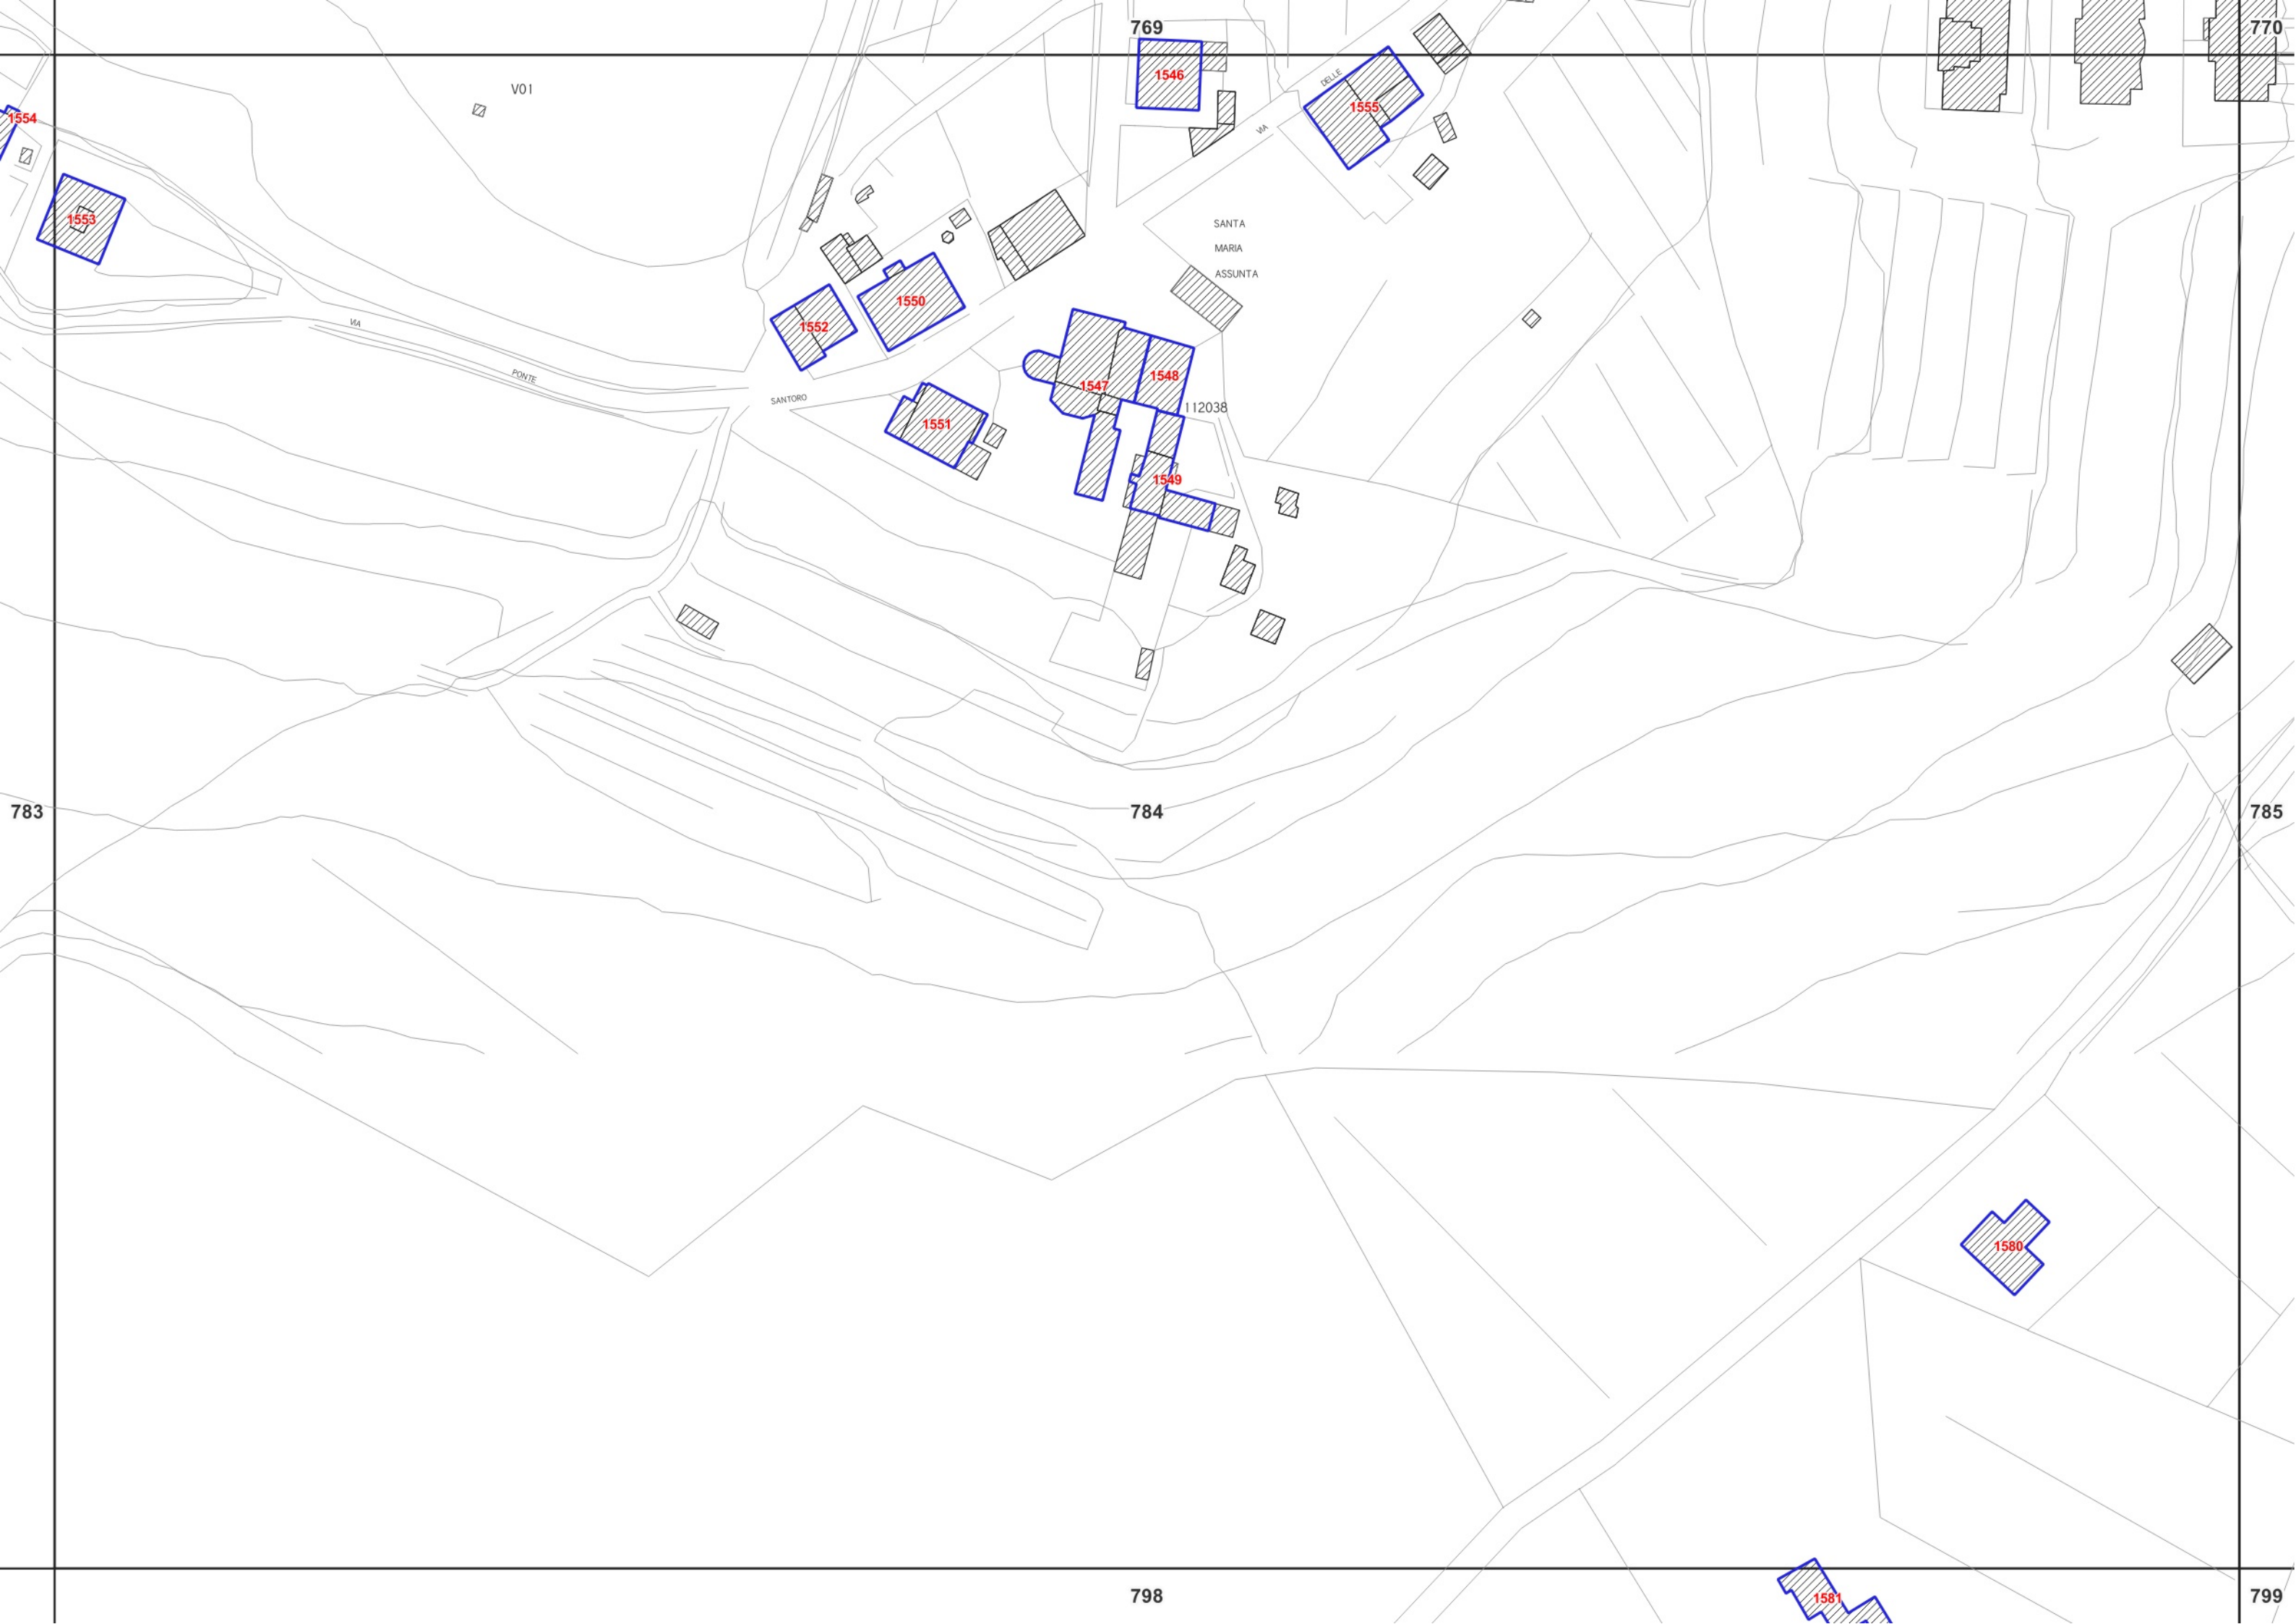 769
770
1546
V01
DELLE
1555
1554
VIA
1553
SANTA
MARIA
ASSUNTA
1550
VIA
1552
PONTE
1548
1547
SANTORO
112038
1551
1549
783
784
785
1580
798
1581
799